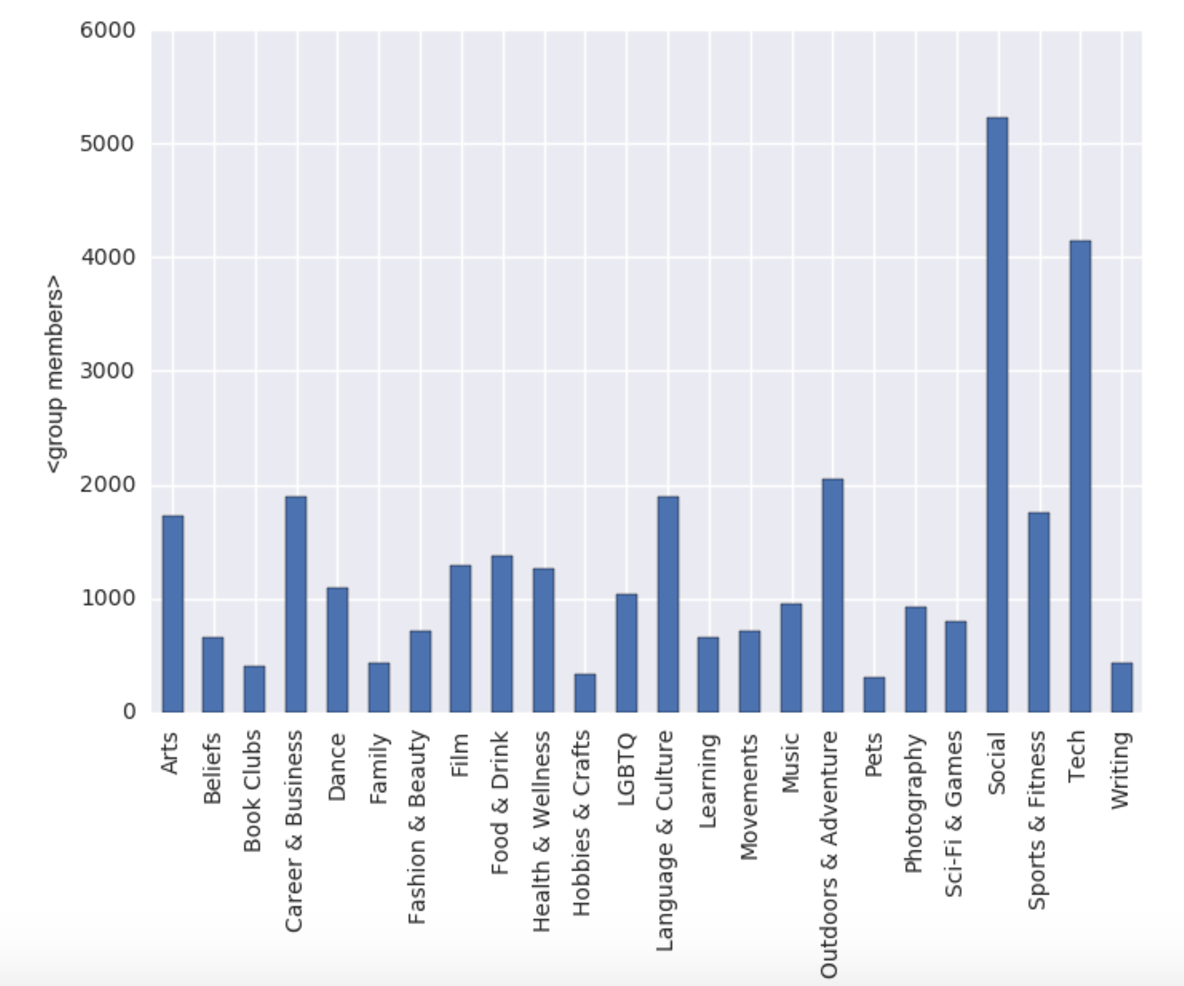 6000
5000
4000
3000
2000
1000
0
<group members>
Arts
Beliefs
Book Clubs
Career & Business
Dance
Family
Fashion & Beauty
Film
Food & Drink
Health & Wellness
Hobbies & Crafts
LGBTQ
Language & Culture
Learning
Movements
Music
Outdoors & Adventure
Pets
Photography
Sci-Fi & Games
Social
Sports & Fitness
Tech
Writing